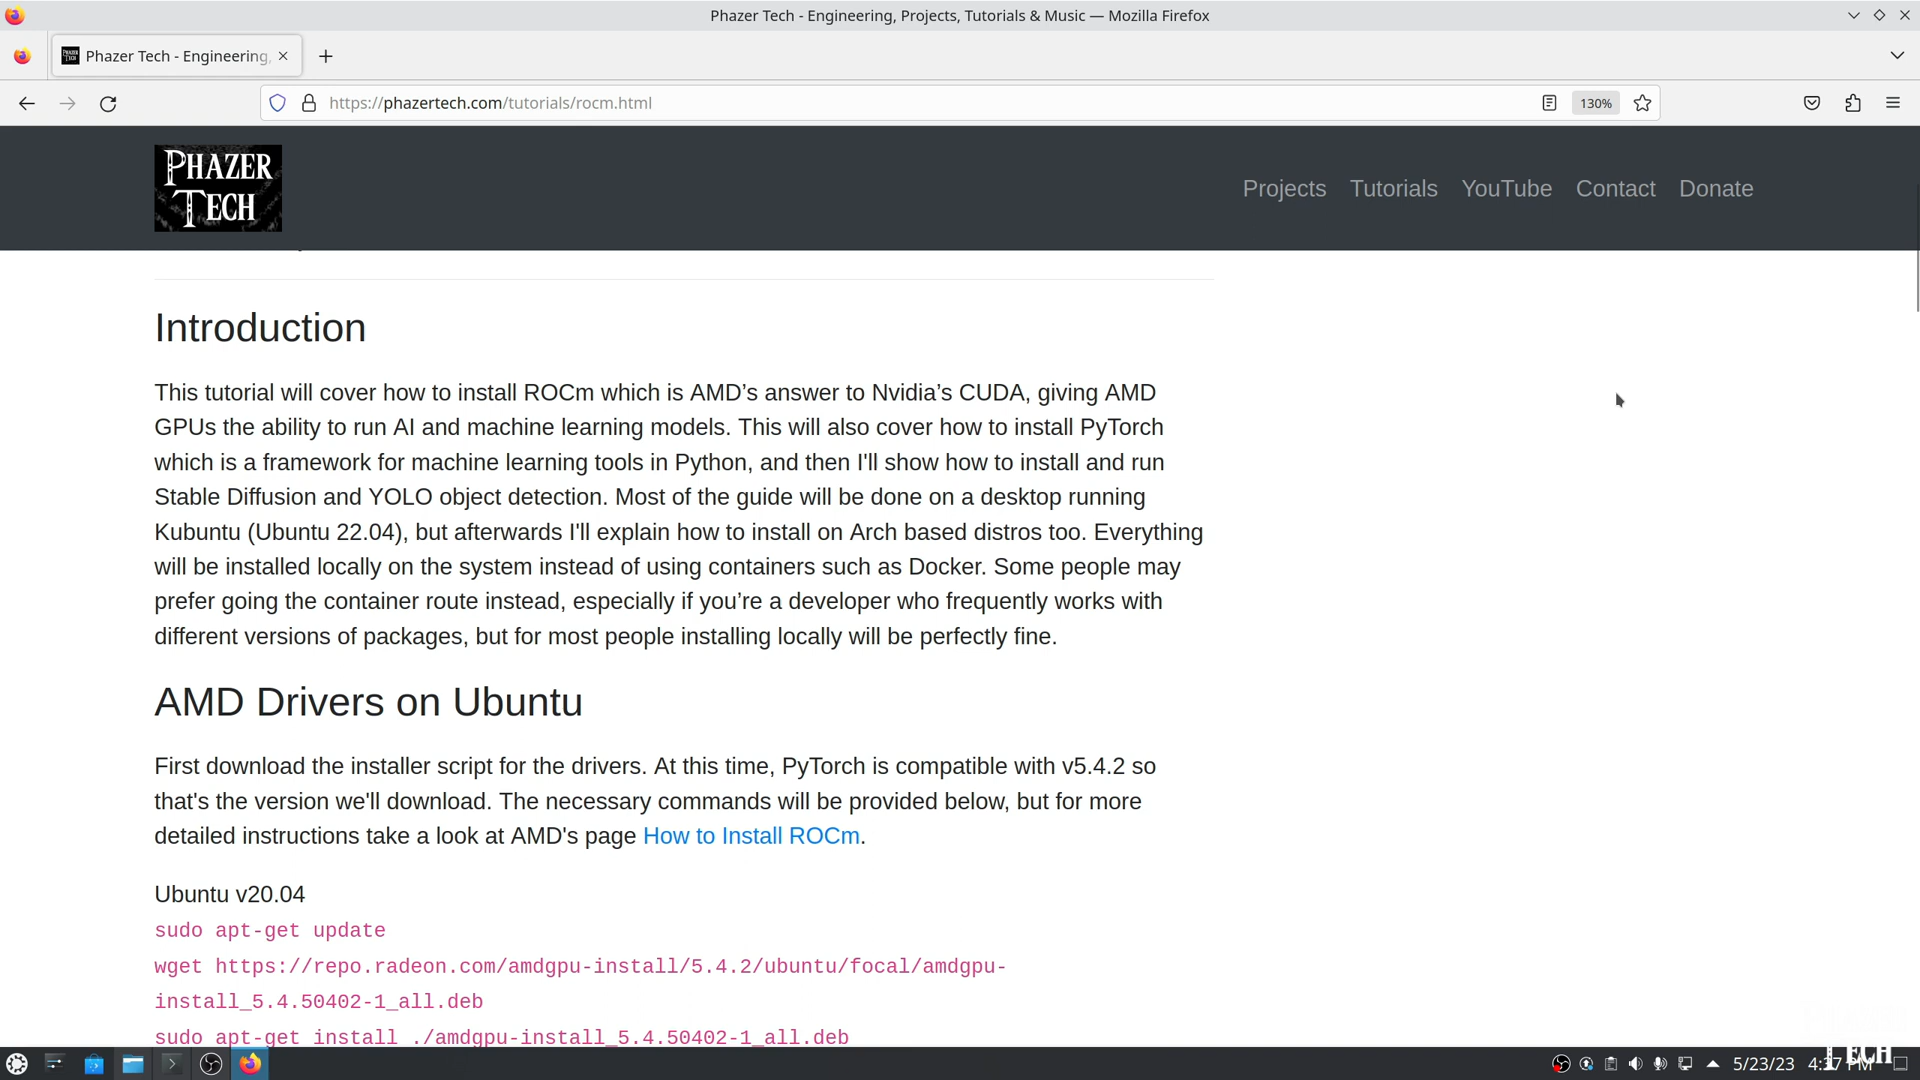 Phazer Tech - Engineering, Projects, Tutorials & Music — Mozilla Firefox
Phazer Tech - Engineering,
https://phazertech.com/tutorials/rocm.html
130%
PHAZER
TECH
Projects
Tutorials
YouTube
Contact
Donate
Introduction
This tutorial will cover how to install ROCm which is AMD’s answer to Nvidia’s CUDA, giving AMD
GPUs the ability to run AI and machine learning models. This will also cover how to install PyTorch
which is a framework for machine learning tools in Python, and then I'll show how to install and run
Stable Diffusion and YOLO object detection. Most of the guide will be done on a desktop running
Kubuntu (Ubuntu 22.04), but afterwards I'll explain how to install on Arch based distros too. Everything
will be installed locally on the system instead of using containers such as Docker. Some people may
prefer going the container route instead, especially if you’re a developer who frequently works with
different versions of packages, but for most people installing locally will be perfectly fine.
AMD Drivers on Ubuntu
First download the installer script for the drivers. At this time, PyTorch is compatible with v5.4.2 so
that's the version we'll download. The necessary commands will be provided below, but for more
detailed instructions take a look at AMD's page How to Install ROCm.
Ubuntu v20.04
sudo apt-get update
wget https://repo.radeon.com/amdgpu-install/5.4.2/ubuntu/focal/amdgpu-
install_5.4.50402-1_all.deb
sudo apt-get install ./amdgpu-install_5.4.50402-1_all.deb
5/23/23
4:37 PM
TECH